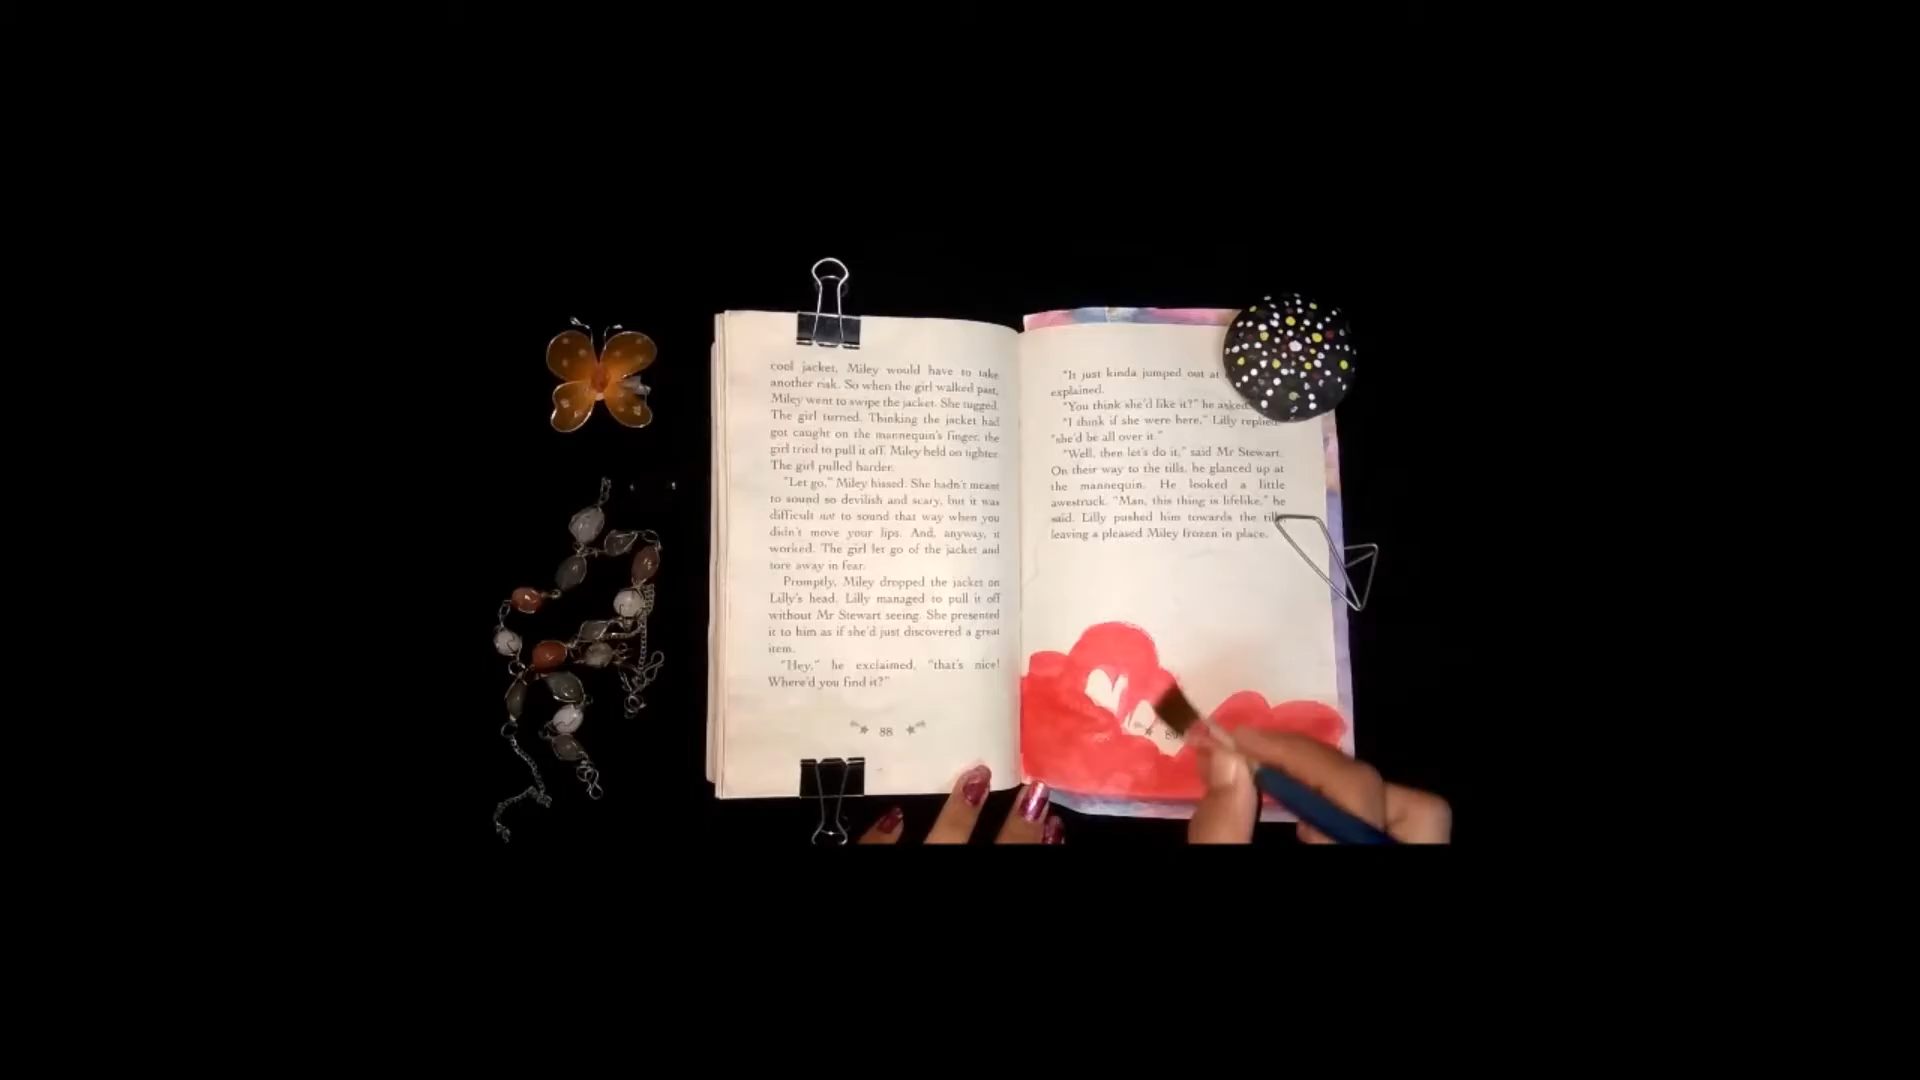 cool jacket, Miley would have to take
another risk. So when the girl walked past,
Miley went to swipe the jacket. She tugged.
The girl turned. Thinking the jacket had
got caught on the mannequin's finger, the
girl tried to pull it off. Miley held on tighter.
The girl pulled harder.
"Let go," Miley hissed. She hadn't meant
to sound so devilish and scary, but it was
difficult not to sound that way when you
didn't move your lips. And, anyway, it
worked. The girl let go of the jacket and
tore away in fear.
Promptly, Miley dropped the jacket on
Lilly's head. Lilly managed to pull it off
without Mr Stewart seeing. She presented
it to him as if she'd just discovered a great
item.
"Hey," he exclaimed, "that's nice!
Where'd you find it?"
88
"It just kinda jumped out at
explained.
"You think she'd like it?" he asked.
"I think if she were here," Lilly replied,
"she'd be all over it."
"Well, then let's do it," said Mr Stewart.
On their way to the tills, he glanced up at
the mannequin. He looked a little
awestruck. "Man, this thing is lifelike," he
said. Lilly pushed him towards the tills,
leaving a pleased Miley frozen in place.
89